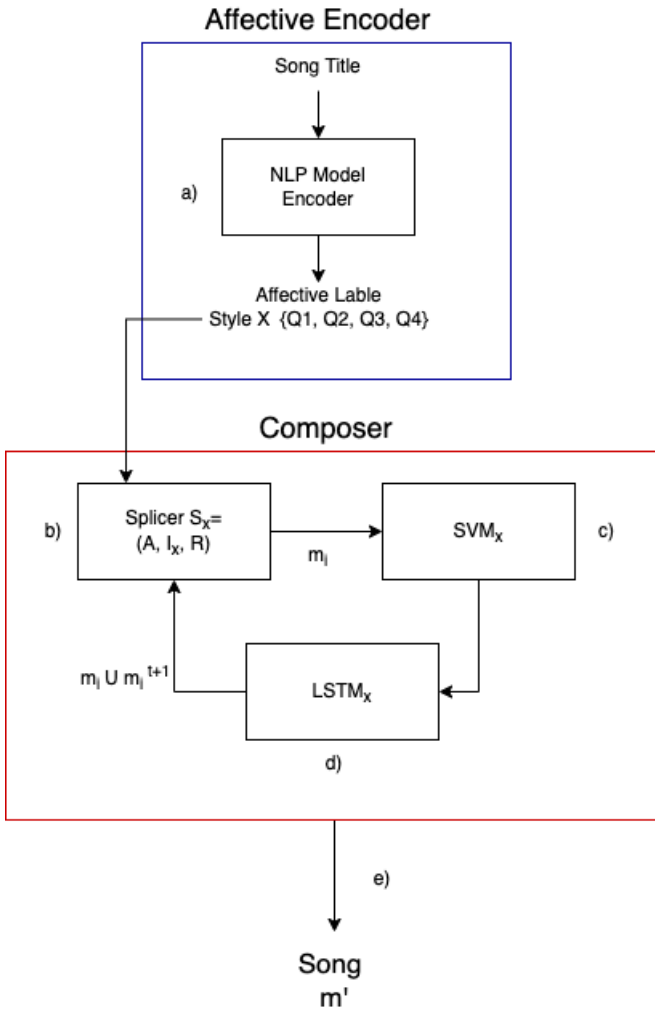 Affective Encoder
Song Title
a)
NLP Model
Encoder
Affective Lable
Style X {Q1, Q2, Q3, Q4}
Composer
b)
Splicer Sₓ=
(A, Iₓ, R)
mᵢ
SVMₓ
c)
mᵢ U mᵢ ᵗ⁺¹
LSTMₓ
d)
e)
Song
m'